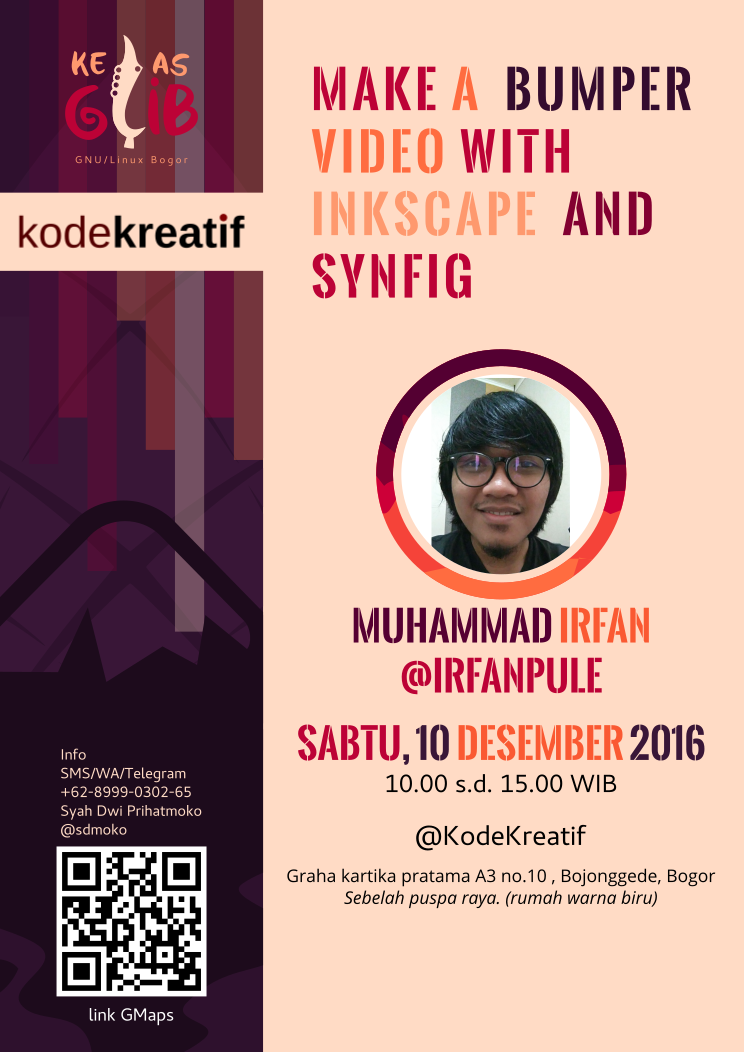 KELAS
GLiB
GNU/Linux Bogor
kodekreatif
MAKE A BUMPER
VIDEO WITH
INKSCAPE AND
SYNFIG
MUHAMMAD IRFAN
@IRFANPULE
SABTU, 10 DESEMBER 2016
10.00 s.d. 15.00 WIB
@KodeKreatif
Graha kartika pratama A3 no.10 , Bojonggede, Bogor
Sebelah puspa raya. (rumah warna biru)
Info
SMS/WA/Telegram
+62-8999-0302-65
Syah Dwi Prihatmoko
@sdmoko
link GMaps